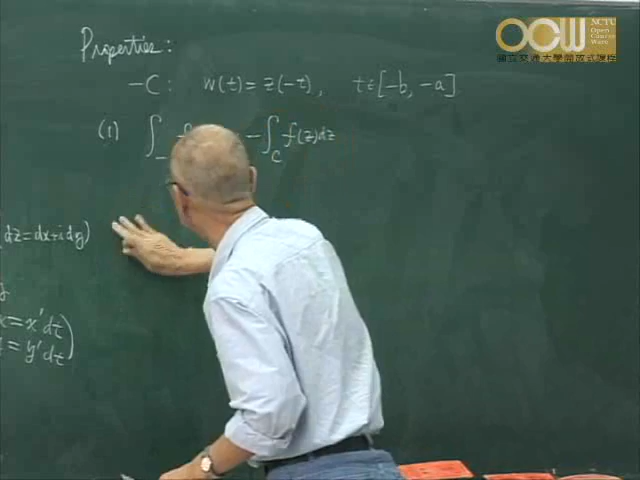 Properties:
-C: w(t) = z(-t), t ∈ [-b, -a]
(1) ∫_- f - ∫_C f(z)dz
dz = dx + i dy)
y
x = x' dt
= y' dt)
OCW NCTU Open Course Ware
國立交通大學開放式課程